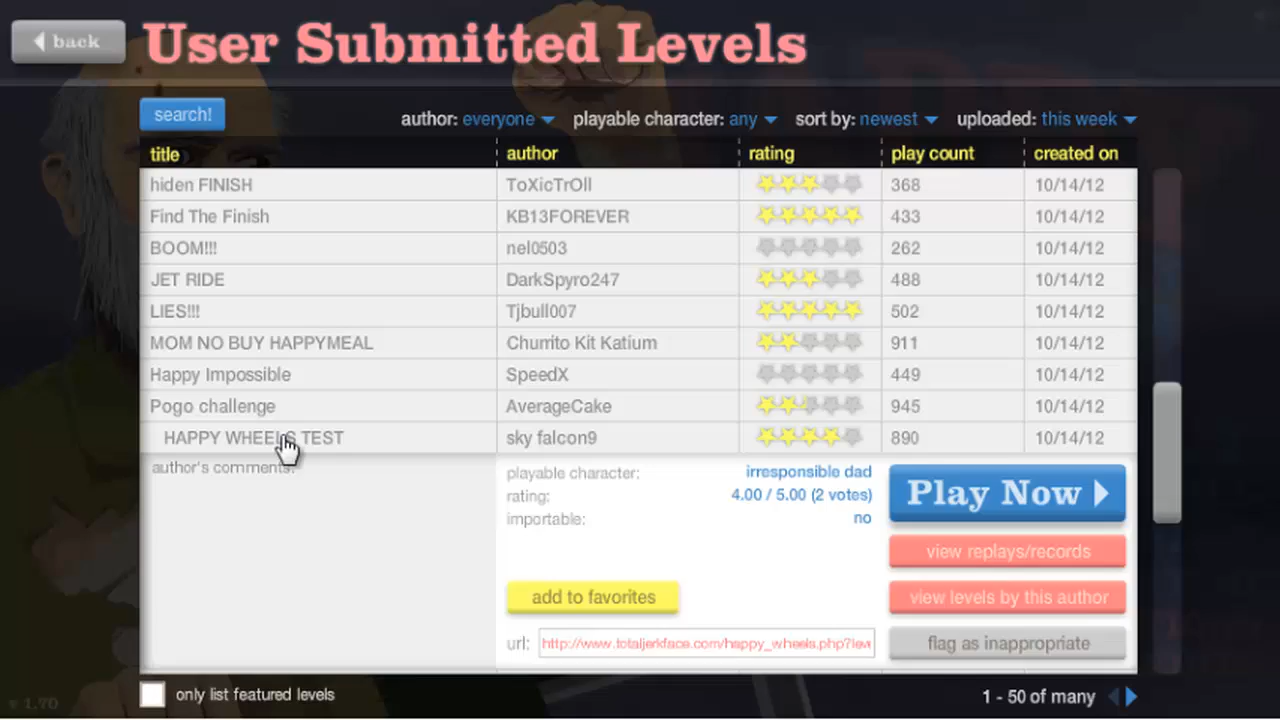 back
User Submitted Levels
search!
author: everyone playable character: any sort by: newest uploaded: this week
title author rating play count created on
hiden FINISH ToXicTrOll 368 10/14/12
Find The Finish KB13FOREVER 433 10/14/12
BOOM!!! nel0503 262 10/14/12
JET RIDE DarkSpyro247 488 10/14/12
LIES!!! Tjbull007 502 10/14/12
MOM NO BUY HAPPYMEAL Churrito Kit Katium 911 10/14/12
Happy Impossible SpeedX 449 10/14/12
Pogo challenge AverageCake 945 10/14/12
HAPPY WHEELS TEST sky falcon9 890 10/14/12
author's comments:
playable character: irresponsible dad
rating: 4.00 / 5.00 (2 votes)
importable: no
Play Now
view replays/records
add to favorites
view levels by this author
url: http://www.totaljerkface.com/happy_wheels.php?lev
flag as inappropriate
only list featured levels
1 - 50 of many
v 1.70